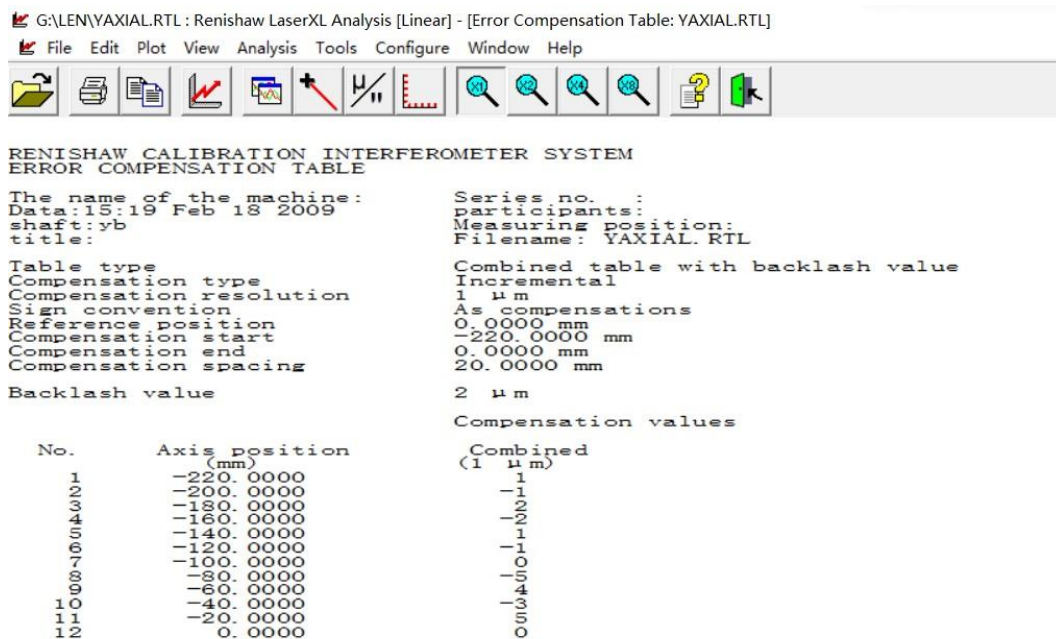 G:\LEN\YAXIAL.RTL : Renishaw LaserXL Analysis [Linear] - [Error Compensation Table: YAXIAL.RTL]
File Edit Plot View Analysis Tools Configure Window Help
μ/" X1 X2 X4 X8 ?
RENISHAW CALIBRATION INTERFEROMETER SYSTEM
ERROR COMPENSATION TABLE
The name of the machine: Series no. :
Data:15:19 Feb 18 2009 participants:
shaft:yb Measuring position:
title: Filename: YAXIAL.RTL
Table type Combined table with backlash value
Compensation type Incremental
Compensation resolution 1 μm
Sign convention As compensations
Reference position 0.0000 mm
Compensation start -220.0000 mm
Compensation end 0.0000 mm
Compensation spacing 20.0000 mm
Backlash value 2 μm
Compensation values
No. Axis position Combined
(mm) (1 μm)
1 -220.0000 1
2 -200.0000 -1
3 -180.0000 2
4 -160.0000 -2
5 -140.0000 1
6 -120.0000 -1
7 -100.0000 0
8 -80.0000 -5
9 -60.0000 4
10 -40.0000 -3
11 -20.0000 5
12 0.0000 0